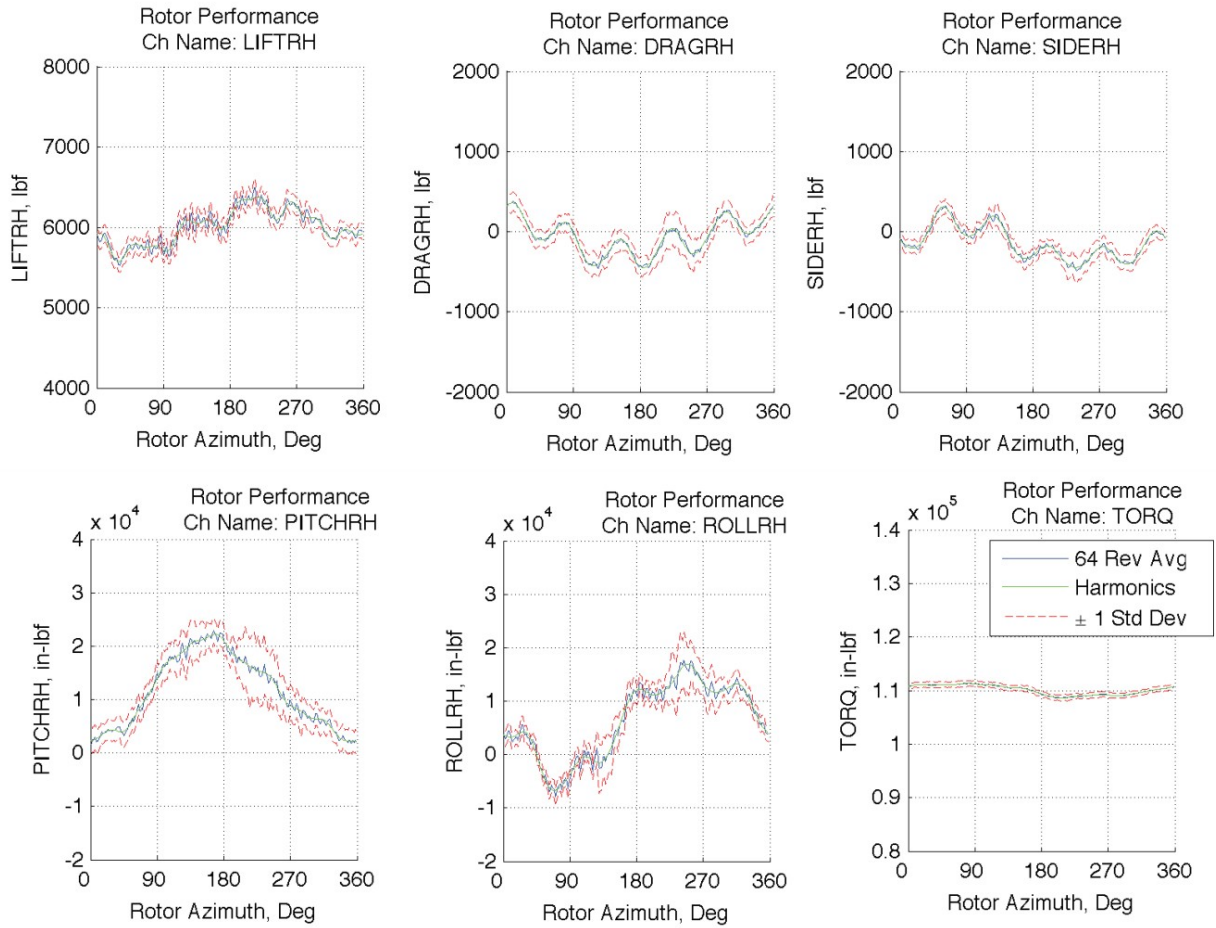 Rotor Performance
Ch Name: LIFTRH
8000
7000
6000
5000
4000
LIFTRH, lbf
0 90 180 270 360
Rotor Azimuth, Deg
Rotor Performance
Ch Name: DRAGRH
2000
1000
0
-1000
-2000
DRAGRH, lbf
0 90 180 270 360
Rotor Azimuth, Deg
Rotor Performance
Ch Name: SIDERH
2000
1000
0
-1000
-2000
SIDERH, lbf
0 90 180 270 360
Rotor Azimuth, Deg
Rotor Performance
x 10^4 Ch Name: PITCHRH
4
3
2
1
0
-1
-2
PITCHRH, in-lbf
0 90 180 270 360
Rotor Azimuth, Deg
Rotor Performance
x 10^4 Ch Name: ROLLRH
4
3
2
1
0
-1
-2
ROLLRH, in-lbf
0 90 180 270 360
Rotor Azimuth, Deg
Rotor Performance
x 10^5 Ch Name: TORQ
1.4
1.3
1.2
1.1
1
0.9
0.8
TORQ, in-lbf
64 Rev Avg
Harmonics
± 1 Std Dev
0 90 180 270 360
Rotor Azimuth, Deg